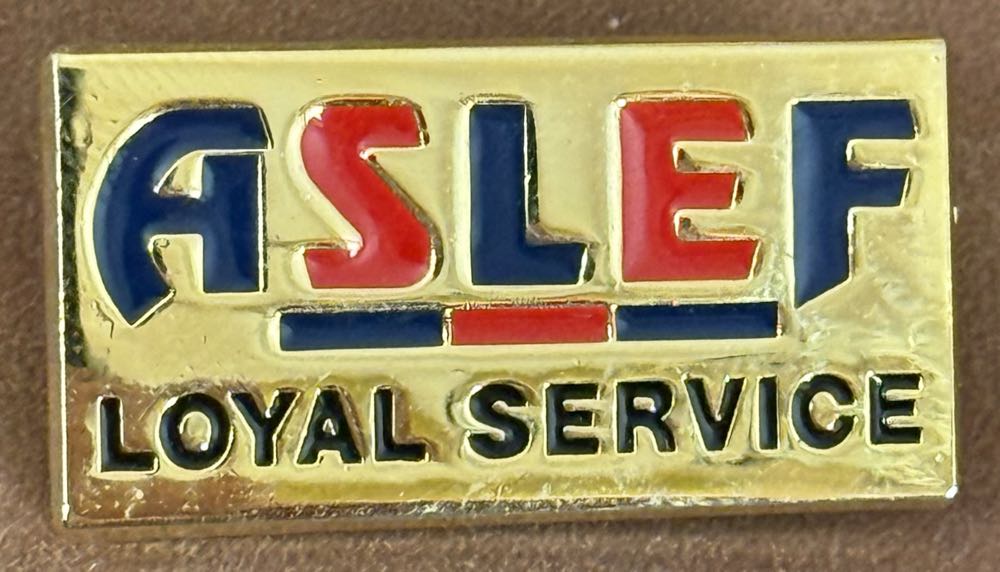 ASLEF
LOYAL SERVICE